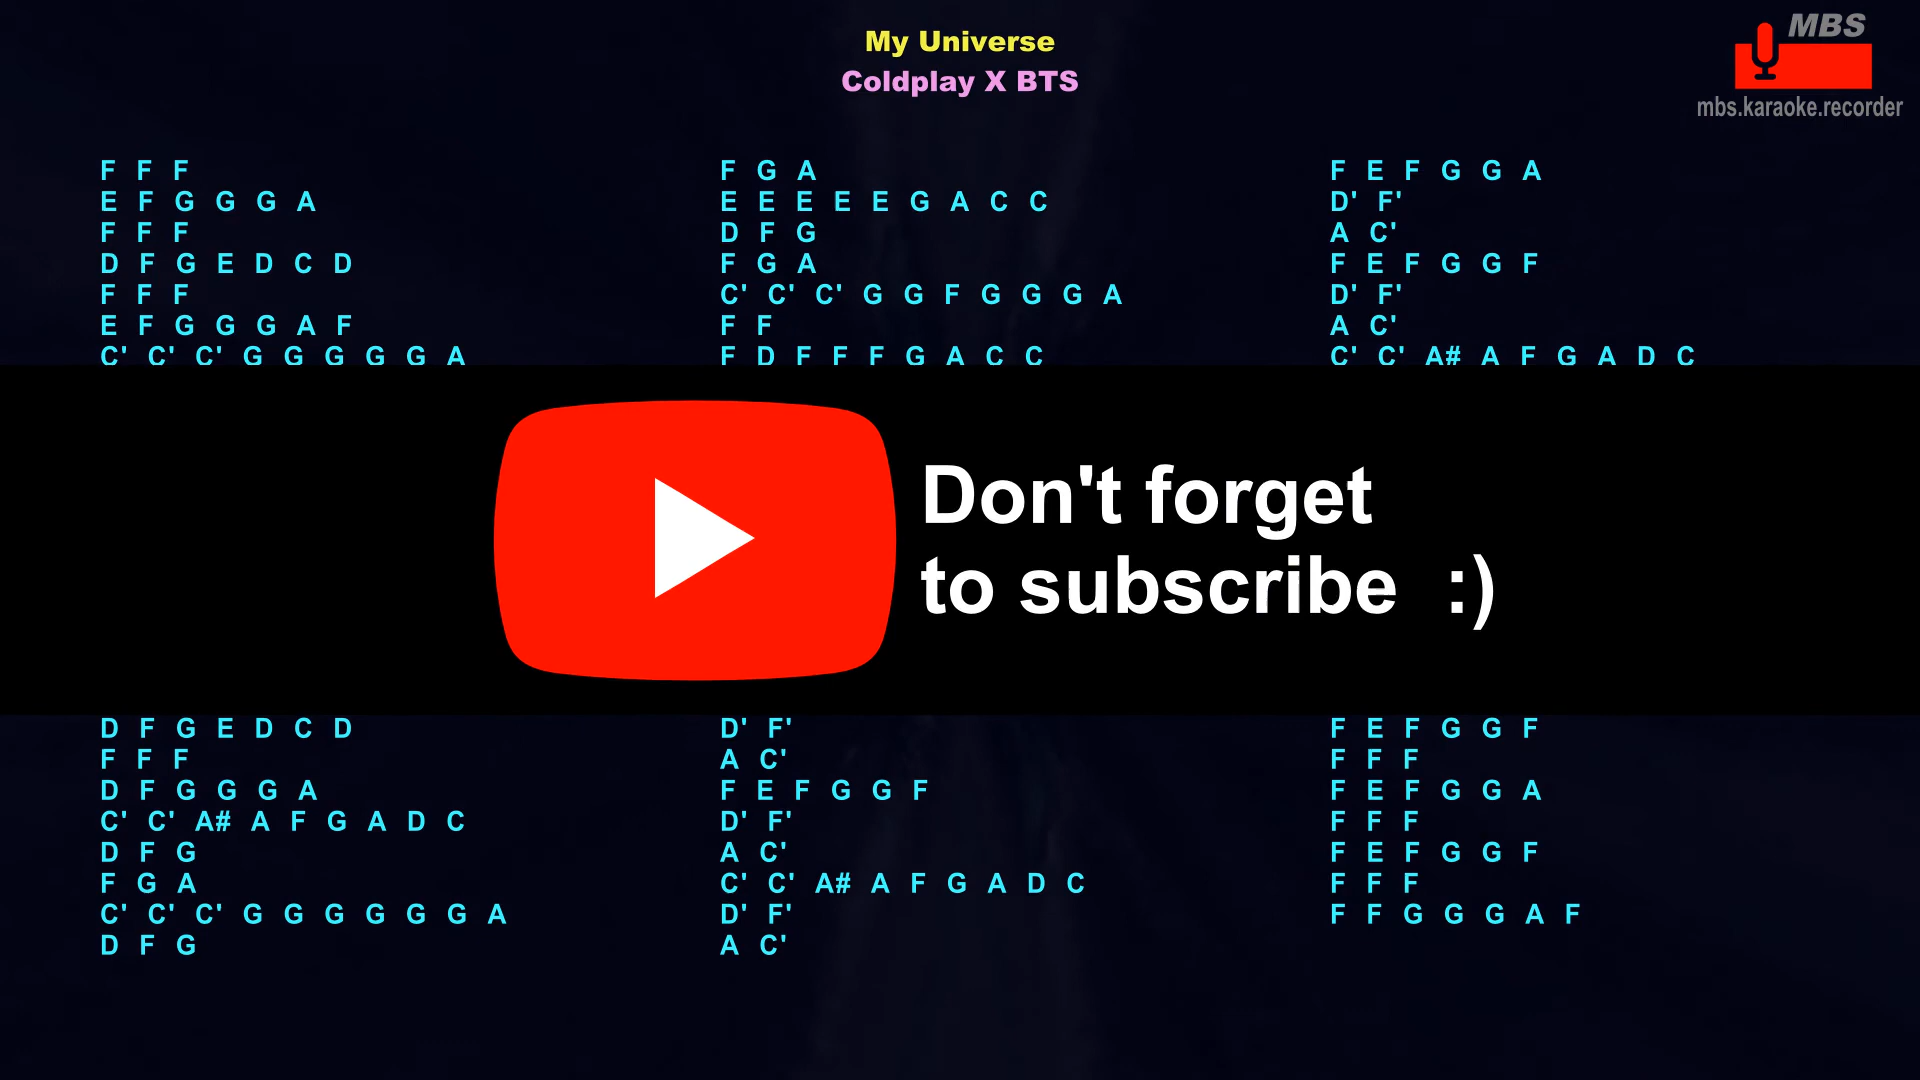 My Universe
Coldplay X BTS
MBS
mbs.karaoke.recorder
F F F
E F G G G A
F F F
D F G E D C D
F F F
E F G G G A F
C' C' C' G G G G G A
F G A
E E E E E G A C C
D F G
F G A
C' C' C' G G F G G G A
F F
F D F F F G A C C
F E F G G A
D' F'
A C'
F E F G G F
D' F'
A C'
C' C' A# A F G A D C
Don't forget
to subscribe :)
D F G E D C D
F F F
D F G G G A
C' C' A# A F G A D C
D F G
F G A
C' C' C' G G G G G G A
D F G
D' F'
A C'
F E F G G F
D' F'
A C'
C' C' A# A F G A D C
D' F'
A C'
F E F G G F
F F F
F E F G G A
F F F
F E F G G F
F F F
F F G G G A F